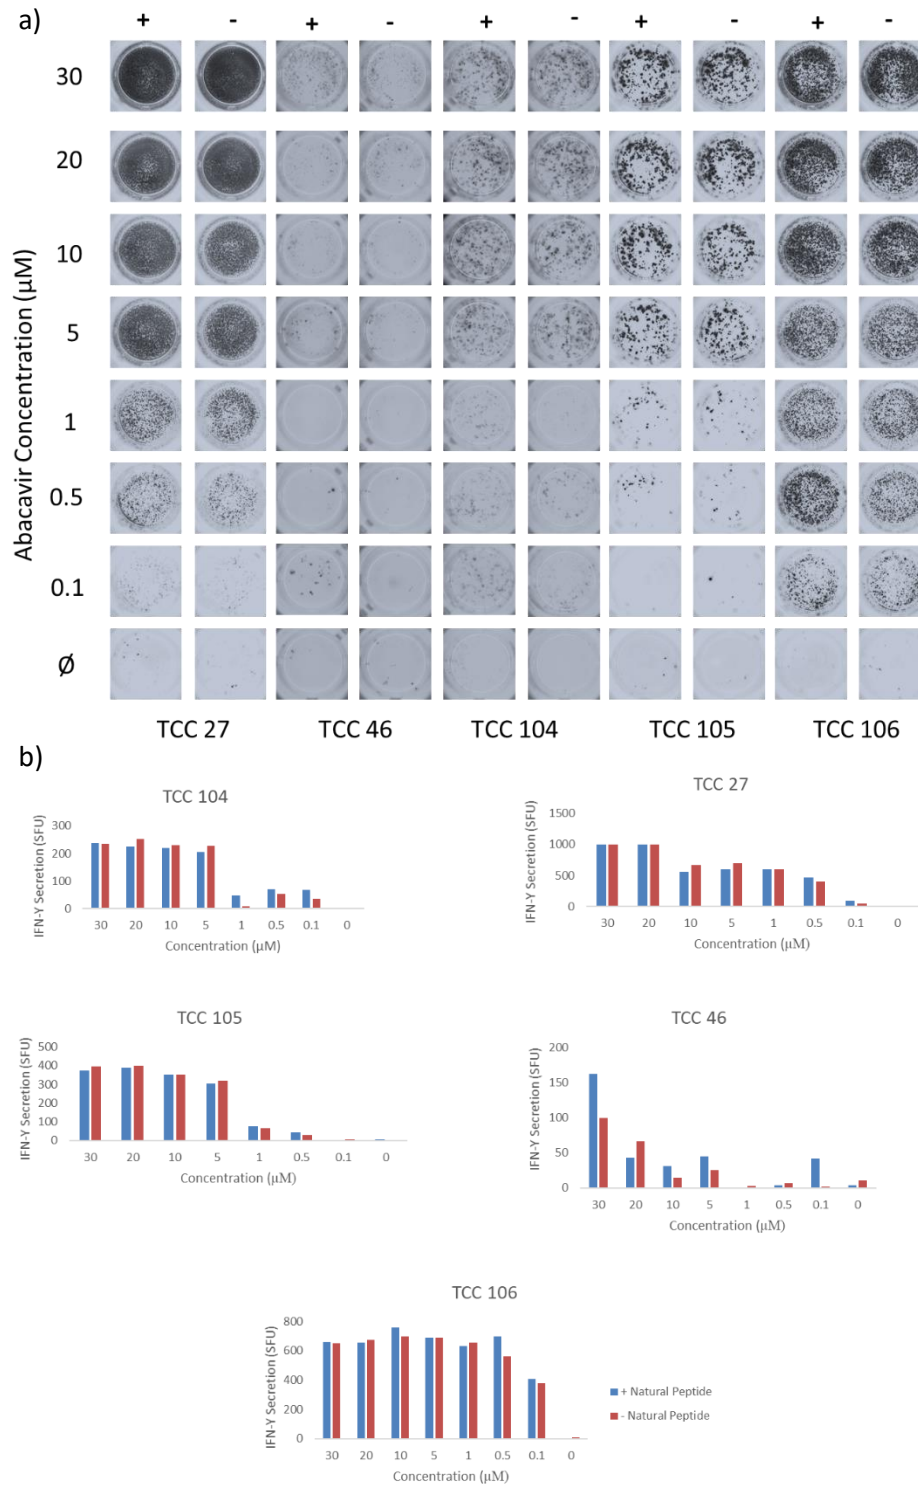 a)
+ - + - + - + - + -
30
20
10
5
1
0.5
0.1
Ø
Abacavir Concentration (µM)
TCC 27 TCC 46 TCC 104 TCC 105 TCC 106
b)
TCC 104
IFN-Y Secretion (SFU)
300
200
100
0
30 20 10 5 1 0.5 0.1 0
Concentration (µM)
TCC 27
IFN-Y Secretion (SFU)
1500
1000
500
0
30 20 10 5 1 0.5 0.1 0
Concentration (µM)
TCC 105
IFN-Y Secretion (SFU)
500
400
300
200
100
0
30 20 10 5 1 0.5 0.1 0
Concentration (µM)
TCC 46
IFN-Y Secretion (SFU)
200
150
100
50
0
30 20 10 5 1 0.5 0.1 0
Concentration (µM)
TCC 106
IFN-Y Secretion (SFU)
800
600
400
200
0
30 20 10 5 1 0.5 0.1 0
Concentration (µM)
+ Natural Peptide
- Natural Peptide